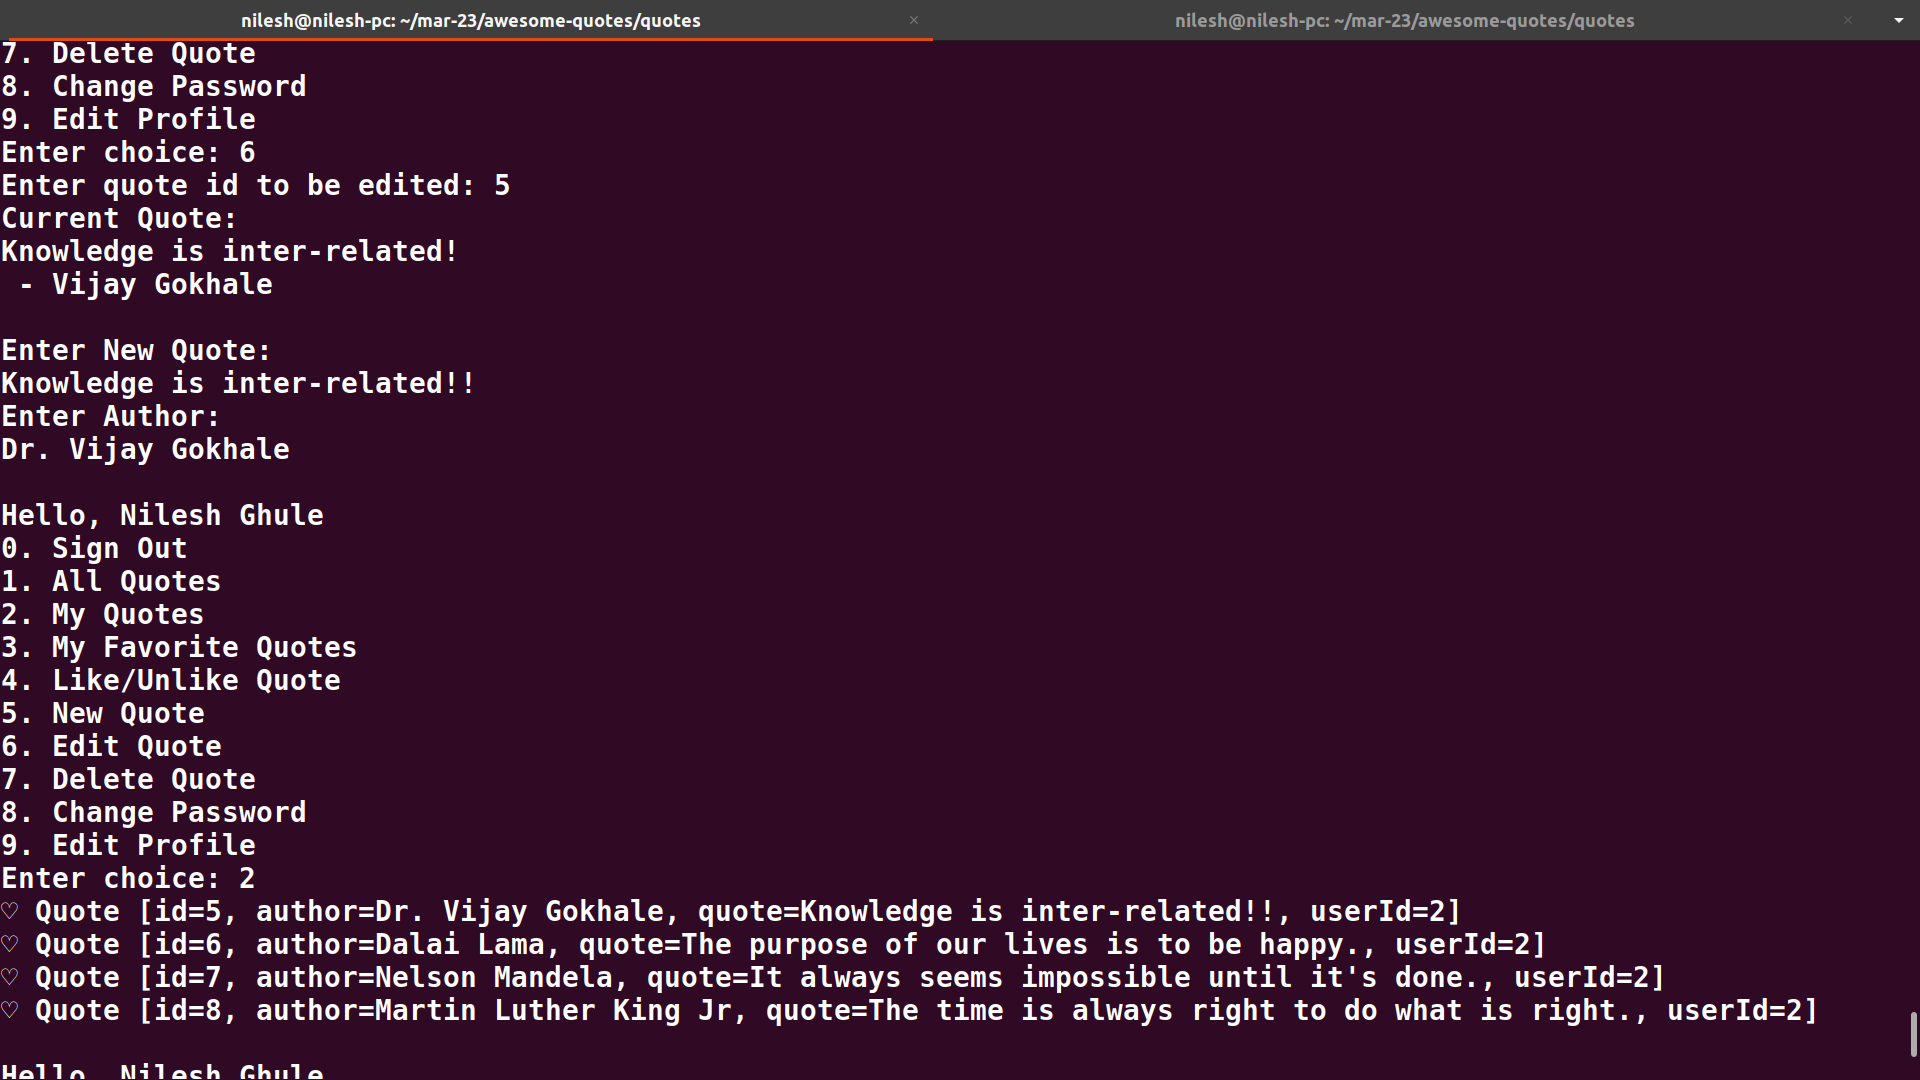 nilesh@nilesh-pc: ~/mar-23/awesome-quotes/quotes
nilesh@nilesh-pc: ~/mar-23/awesome-quotes/quotes
7. Delete Quote
8. Change Password
9. Edit Profile
Enter choice: 6
Enter quote id to be edited: 5
Current Quote:
Knowledge is inter-related!
 - Vijay Gokhale
Enter New Quote:
Knowledge is inter-related!!
Enter Author:
Dr. Vijay Gokhale
Hello, Nilesh Ghule
0. Sign Out
1. All Quotes
2. My Quotes
3. My Favorite Quotes
4. Like/Unlike Quote
5. New Quote
6. Edit Quote
7. Delete Quote
8. Change Password
9. Edit Profile
Enter choice: 2
♡ Quote [id=5, author=Dr. Vijay Gokhale, quote=Knowledge is inter-related!!, userId=2]
♡ Quote [id=6, author=Dalai Lama, quote=The purpose of our lives is to be happy., userId=2]
♡ Quote [id=7, author=Nelson Mandela, quote=It always seems impossible until it's done., userId=2]
♡ Quote [id=8, author=Martin Luther King Jr, quote=The time is always right to do what is right., userId=2]
Hello, Nilesh Ghule